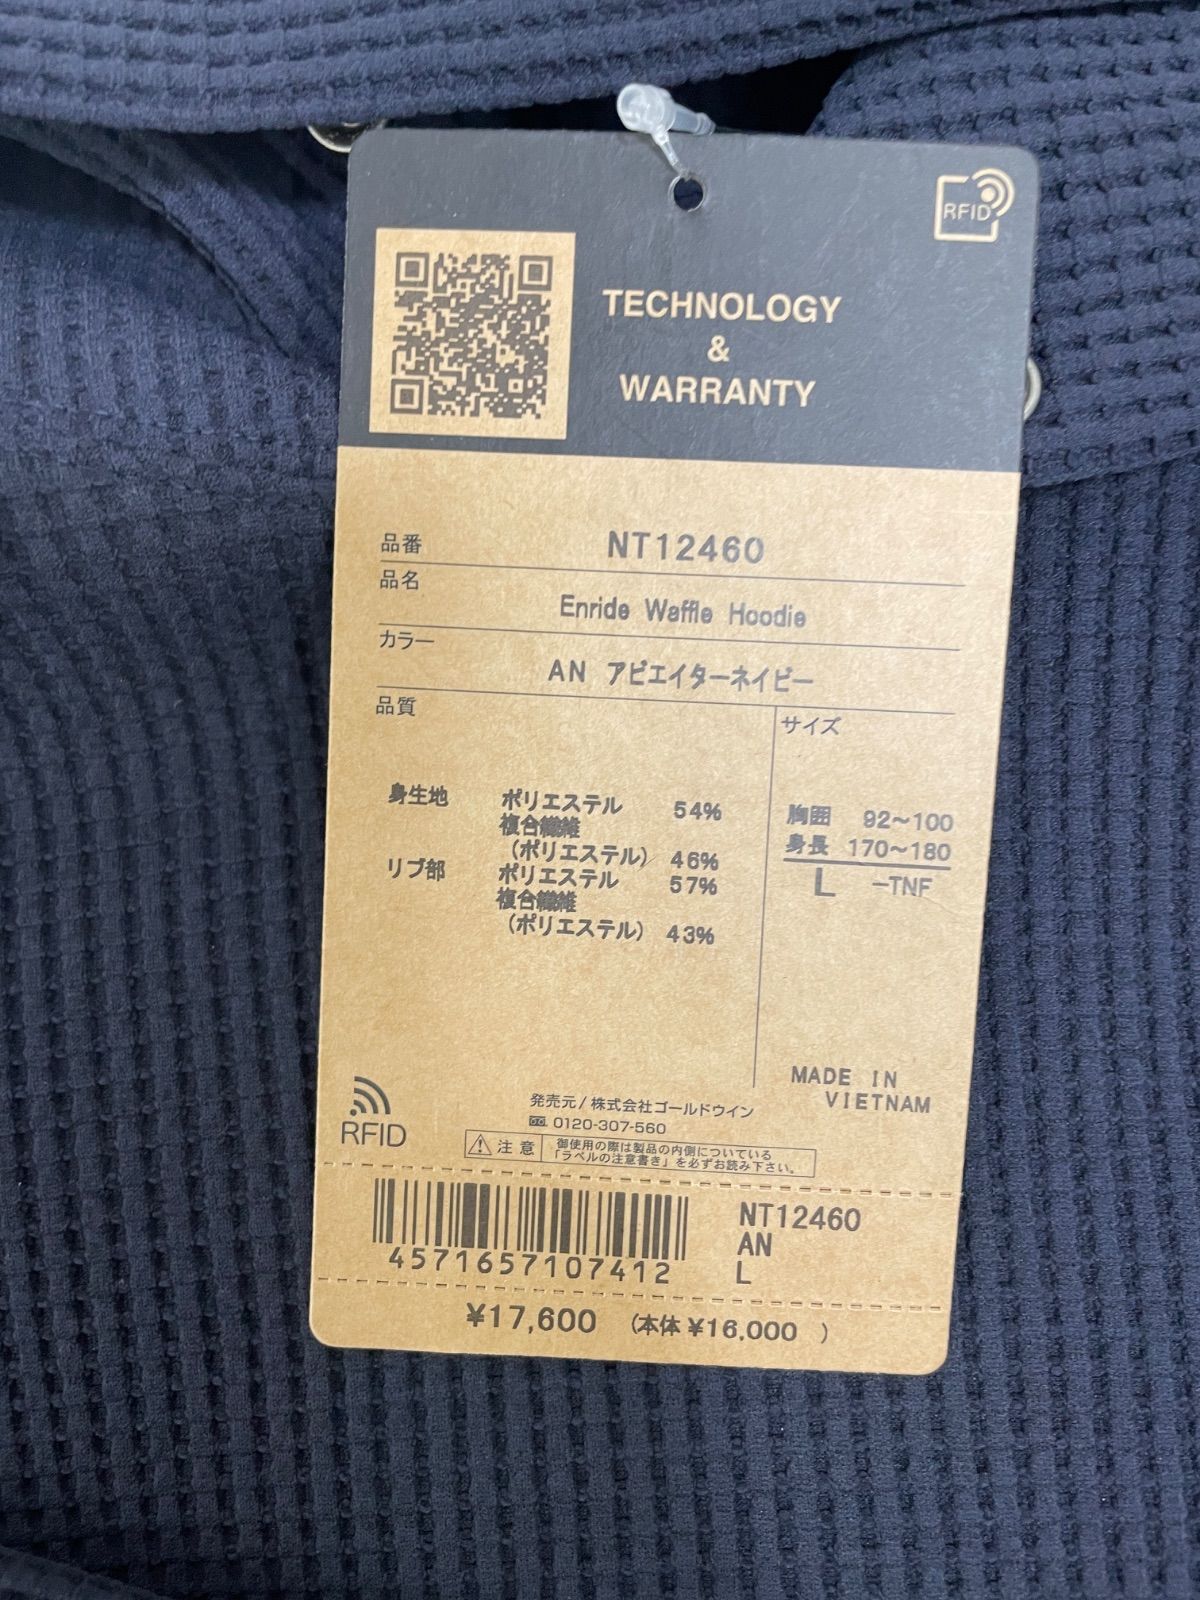 RFID
TECHNOLOGY
&
WARRANTY
品番 NT12460
品名
Enride Waffle Hoodie
カラー
AN アビエイターネイビー
品質
サイズ
身生地 ポリエステル 54%
複合繊維
(ポリエステル) 46%
リブ部 ポリエステル 57%
複合繊維
(ポリエステル) 43%
胸囲 92〜100
身長 170〜180
L -TNF
MADE IN
VIETNAM
RFID
発売元/株式会社ゴールドウイン
0120-307-560
注意
御使用の際は製品の内側についている
「ラベルの注意書き」を必ずお読み下さい。
4571657107412
NT12460
AN
L
¥17,600 (本体¥16,000 )